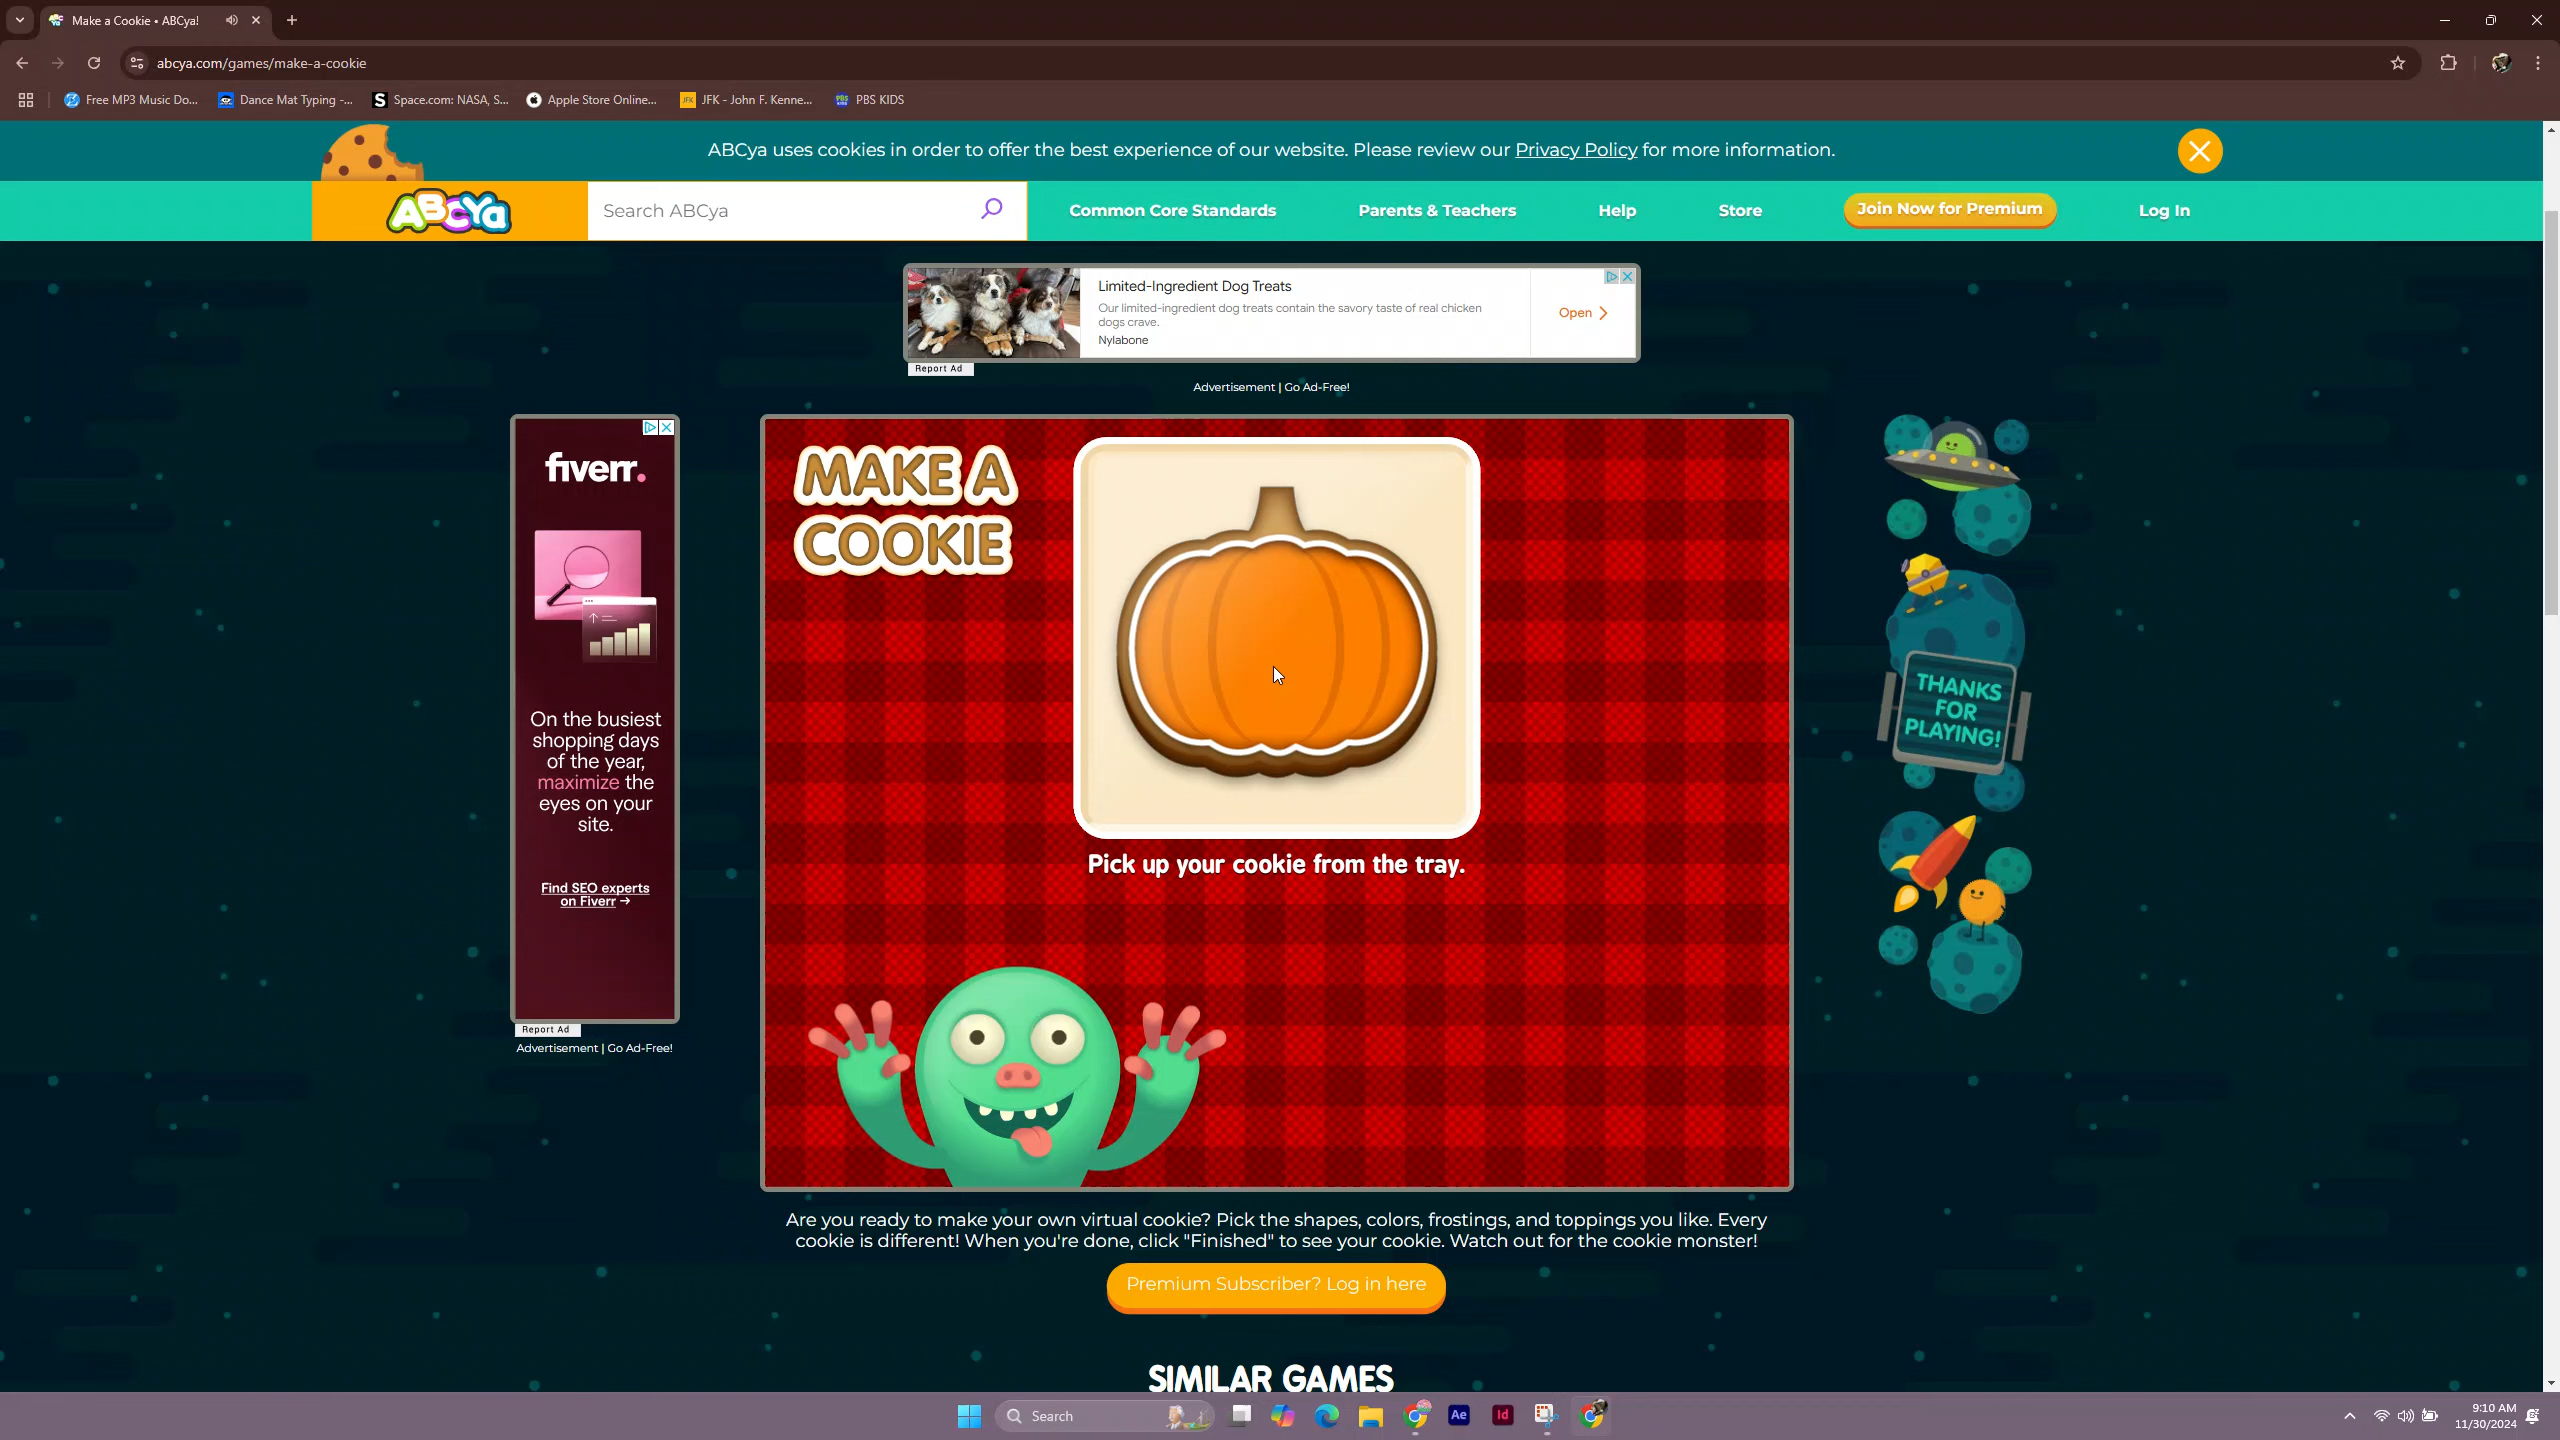 Make a Cookie • ABCya!
abcya.com/games/make-a-cookie
Free MP3 Music Do...
Dance Mat Typing -...
Space.com: NASA, S...
Apple Store Online...
JFK - John F. Kenne...
PBS KIDS
ABCya uses cookies in order to offer the best experience of our website. Please review our Privacy Policy for more information.
ABCYa
Search ABCya
Common Core Standards
Parents & Teachers
Help
Store
Join Now for Premium
Log In
Limited-Ingredient Dog Treats
Our limited-ingredient dog treats contain the savory taste of real chicken
dogs crave.
Nylabone
Open
Report Ad
Advertisement | Go Ad-Free!
fiverr.
On the busiest
shopping days
of the year,
maximize the
eyes on your
site.
Find SEO experts
on Fiverr →
Report Ad
Advertisement | Go Ad-Free!
MAKE A
COOKIE
Pick up your cookie from the tray.
THANKS
FOR
PLAYING!
Are you ready to make your own virtual cookie? Pick the shapes, colors, frostings, and toppings you like. Every
cookie is different! When you're done, click "Finished" to see your cookie. Watch out for the cookie monster!
Premium Subscriber? Log in here
SIMILAR GAMES
Search
Ae
Id
9:10 AM
11/30/2024